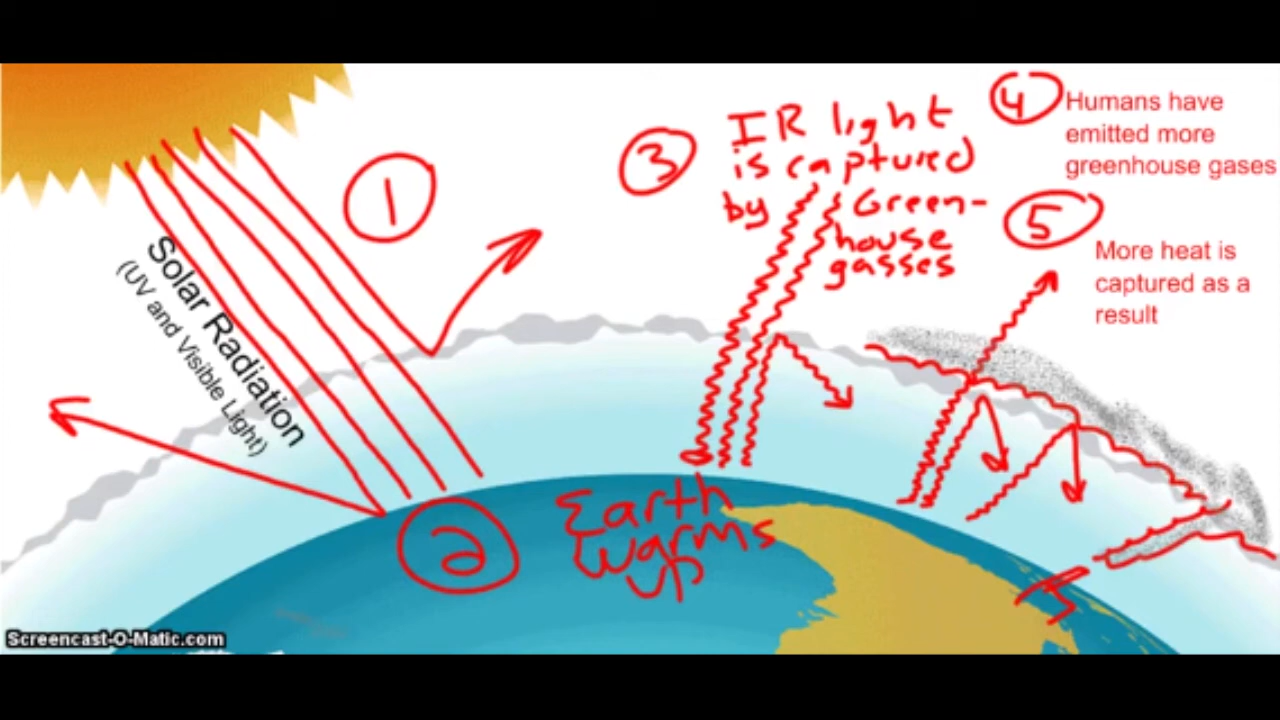 1
Solar Radiation
(UV and Visible Light)
2
Earth
warms
up
3
IR light
is captured
by Green-
house
gasses
4
Humans have
emitted more
greenhouse gases
5
More heat is
captured as a
result
Screencast-O-Matic.com